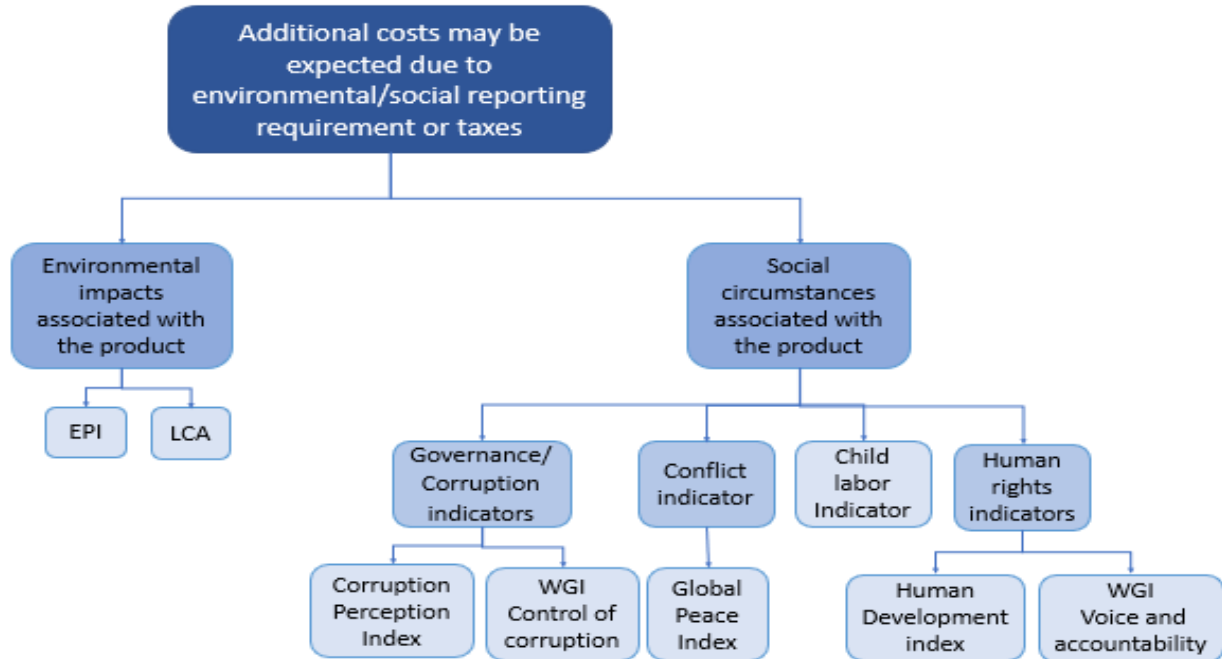 Additional costs may be
expected due to
environmental/social reporting
requirement or taxes
Environmental
impacts
associated with
the product
Social
circumstances
associated with
the product
EPI
LCA
Governance/
Corruption
indicators
Conflict
indicator
Child
labor
Indicator
Human
rights
indicators
Corruption
Perception
Index
WGI
Control of
corruption
Global
Peace
Index
Human
Development
index
WGI
Voice and
accountability